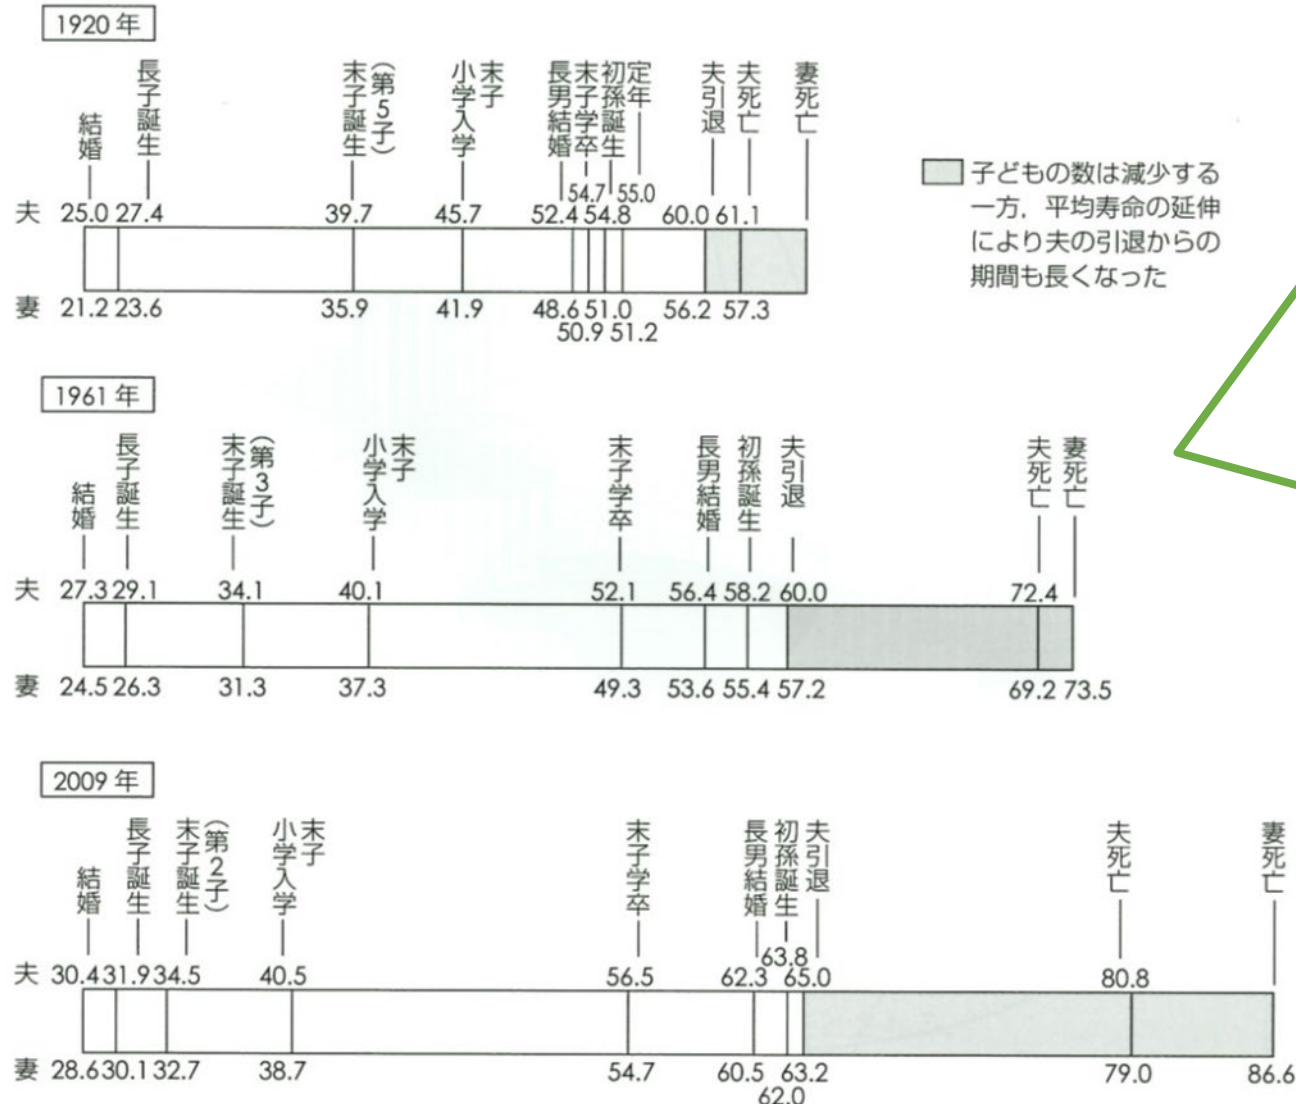 1920年
結婚
長子誕生
末子誕生(第5子)
末子小学入学
長男結婚
末子学卒
初孫誕生
定年
夫引退
夫死亡
妻死亡
54.7 55.0
夫 25.0 27.4 39.7 45.7 52.4 54.8 60.0 61.1
妻 21.2 23.6 35.9 41.9 48.6 51.0 56.2 57.3
50.9 51.2
子どもの数は減少する
一方，平均寿命の延伸
により夫の引退からの
期間も長くなった
1961年
結婚
長子誕生
末子誕生(第3子)
末子小学入学
末子学卒
長男結婚
初孫誕生
夫引退
夫死亡
妻死亡
夫 27.3 29.1 34.1 40.1 52.1 56.4 58.2 60.0 72.4
妻 24.5 26.3 31.3 37.3 49.3 53.6 55.4 57.2 69.2 73.5
2009年
結婚
長子誕生
末子誕生(第2子)
末子小学入学
末子学卒
長男結婚
初孫誕生
夫引退
夫死亡
妻死亡
63.8
夫 30.4 31.9 34.5 40.5 56.5 62.3 65.0 80.8
妻 28.6 30.1 32.7 38.7 54.7 60.5 63.2 79.0 86.6
62.0